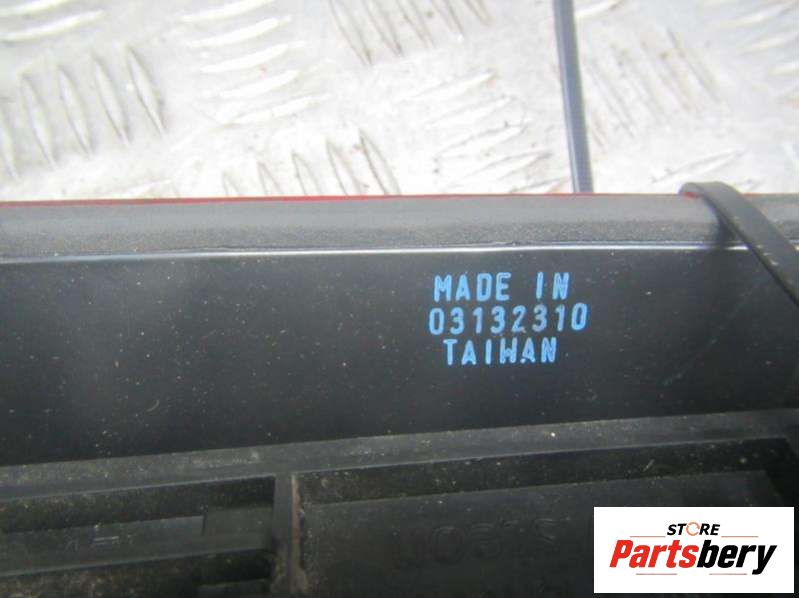 MADE IN
03132310
TAIWAN
STORE
Partsbery